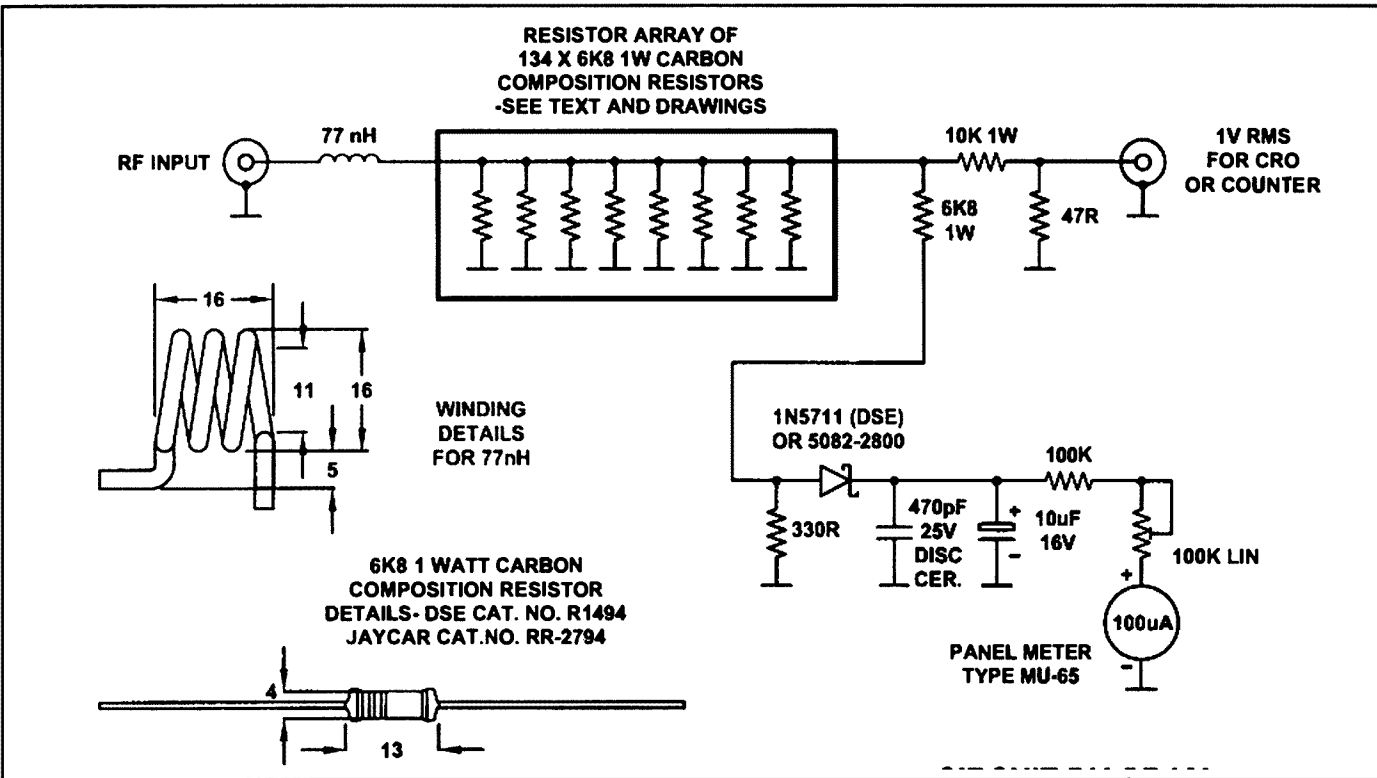 RESISTOR ARRAY OF
134 X 6K8 1W CARBON
COMPOSITION RESISTORS
-SEE TEXT AND DRAWINGS
RF INPUT
77 nH
10K 1W
1V RMS
FOR CRO
OR COUNTER
6K8
1W
47R
16
11
16
5
WINDING
DETAILS
FOR 77nH
1N5711 (DSE)
OR 5082-2800
330R
470pF
25V
DISC
CER.
+
10uF
16V
-
100K
100K LIN
+
100uA
-
PANEL METER
TYPE MU-65
6K8 1 WATT CARBON
COMPOSITION RESISTOR
DETAILS- DSE CAT. NO. R1494
JAYCAR CAT.NO. RR-2794
4
13